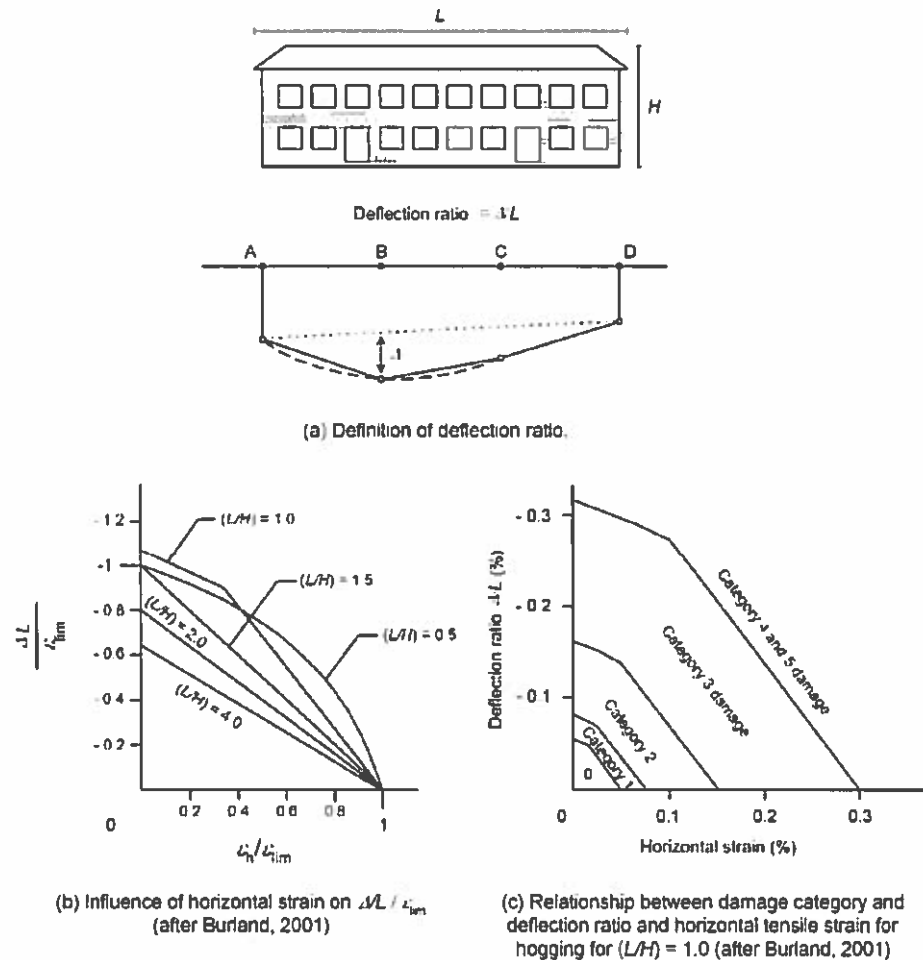 L
H
Deflection ratio = Δ/L
A B C D
Δ
(a) Definition of deflection ratio.
1.2
(L/H) = 1.0
1
(L/H) = 1.5
0.8
(L/H) = 2.0
0.6
(L/H) = 0.5
0.4
(L/H) = 4.0
0.2
0 0.2 0.4 0.6 0.8 1
εh/εlim
(b) Influence of horizontal strain on Δ/L / εlim
(after Burland, 2001)
Deflection ratio Δ/L (%)
0.3
0.2
0.1
Category 4 and 5 damage
Category 3 damage
Category 2
Category 1
0
0 0.1 0.2 0.3
Horizontal strain (%)
(c) Relationship between damage category and
deflection ratio and horizontal tensile strain for
hogging for (L/H) = 1.0 (after Burland, 2001)